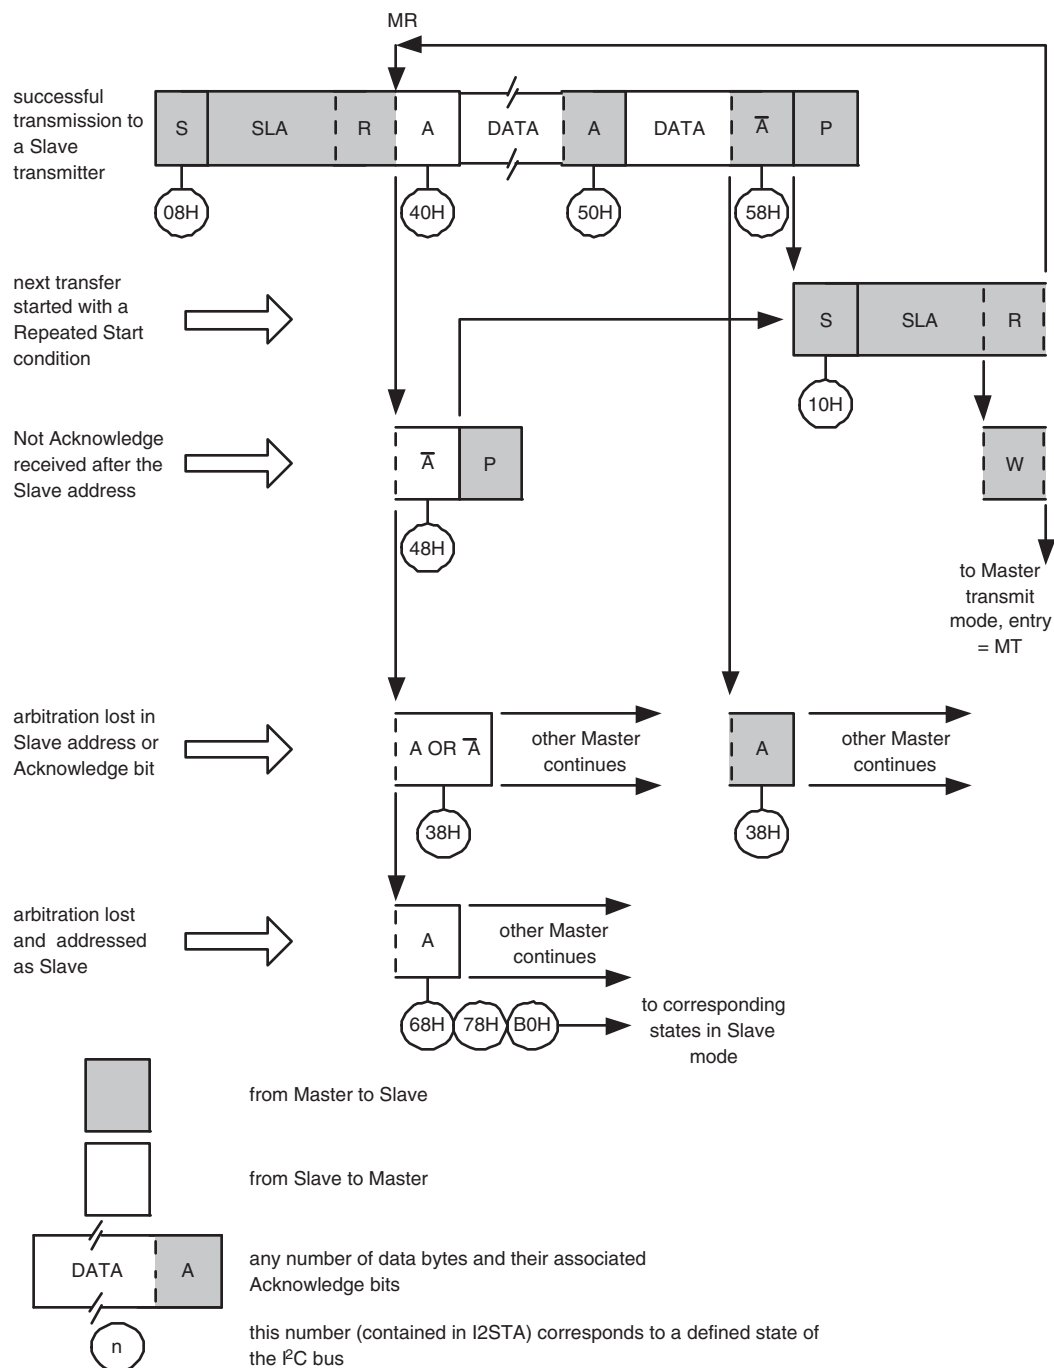 MR
successful
transmission to
a Slave
transmitter
S SLA R A DATA A DATA A̅ P
08H 40H 50H 58H
next transfer
started with a
Repeated Start
condition
S SLA R
10H
Not Acknowledge
received after the
Slave address
A̅ P
W
48H
to Master
transmit
mode, entry
= MT
arbitration lost in
Slave address or
Acknowledge bit
A OR A̅
other Master
continues
A
other Master
continues
38H 38H
arbitration lost
and addressed
as Slave
A
other Master
continues
68H 78H B0H
to corresponding
states in Slave
mode
from Master to Slave
from Slave to Master
DATA A
any number of data bytes and their associated
Acknowledge bits
n
this number (contained in I2STA) corresponds to a defined state of
the I²C bus